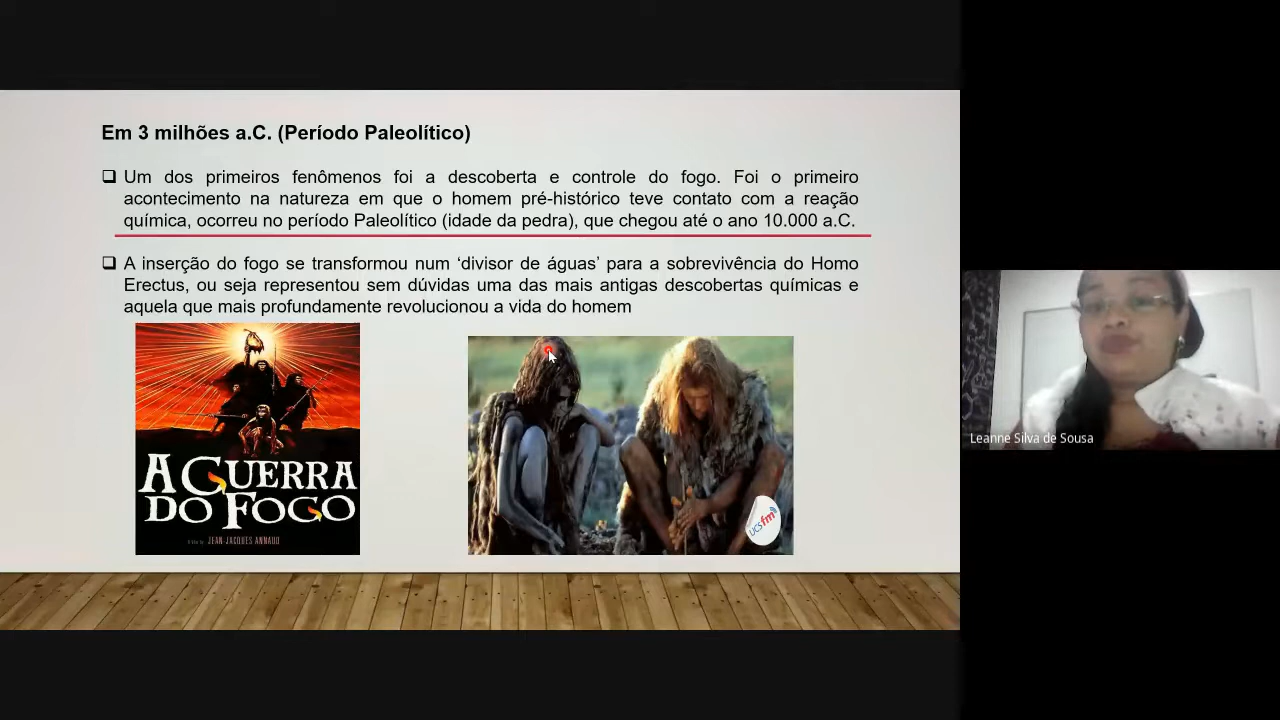 Em 3 milhões a.C. (Período Paleolítico)
Um dos primeiros fenômenos foi a descoberta e controle do fogo. Foi o primeiro
acontecimento na natureza em que o homem pré-histórico teve contato com a reação
química, ocorreu no período Paleolítico (idade da pedra), que chegou até o ano 10.000 a.C.
A inserção do fogo se transformou num ‘divisor de águas’ para a sobrevivência do Homo
Erectus, ou seja representou sem dúvidas uma das mais antigas descobertas químicas e
aquela que mais profundamente revolucionou a vida do homem
A GUERRA
DO FOGO
JEAN-JACQUES ANNAUD
UCSfm
Leanne Silva de Sousa